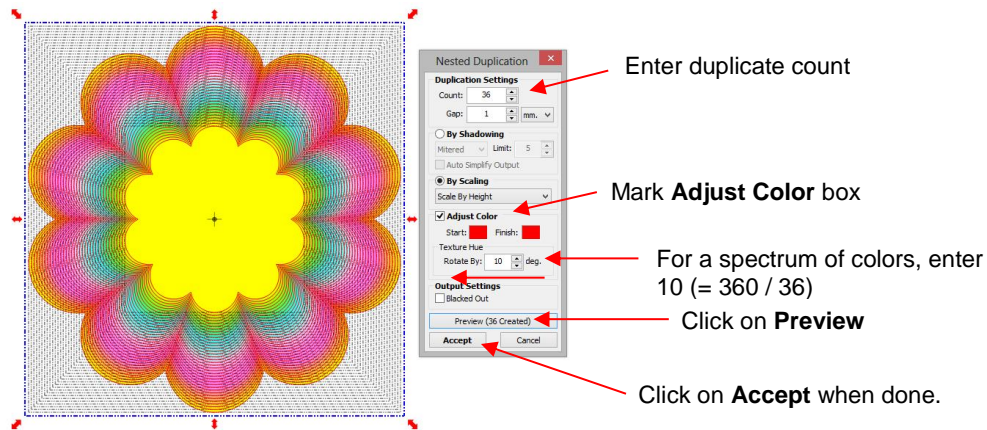 Nested Duplication
Duplication Settings
Count: 36
Gap: 1 mm.
By Shadowing
Mitered Limit: 5
Auto Simplify Output
By Scaling
Scale By Height
Adjust Color
Start: Finish:
Texture Hue
Rotate By: 10 deg.
Output Settings
Blacked Out
Preview (36 Created)
Accept Cancel
Enter duplicate count
Mark Adjust Color box
For a spectrum of colors, enter
10 (= 360 / 36)
Click on Preview
Click on Accept when done.